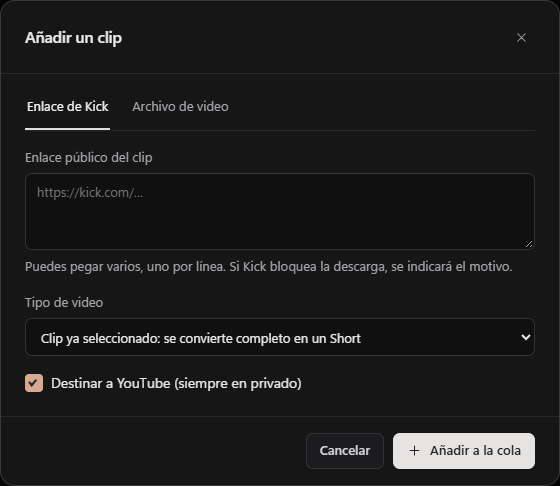 Añadir un clip
Enlace de Kick
Archivo de video
Enlace público del clip
https://kick.com/...
Puedes pegar varios, uno por línea. Si Kick bloquea la descarga, se indicará el motivo.
Tipo de video
Clip ya seleccionado: se convierte completo en un Short
Destinar a YouTube (siempre en privado)
Cancelar
+ Añadir a la cola